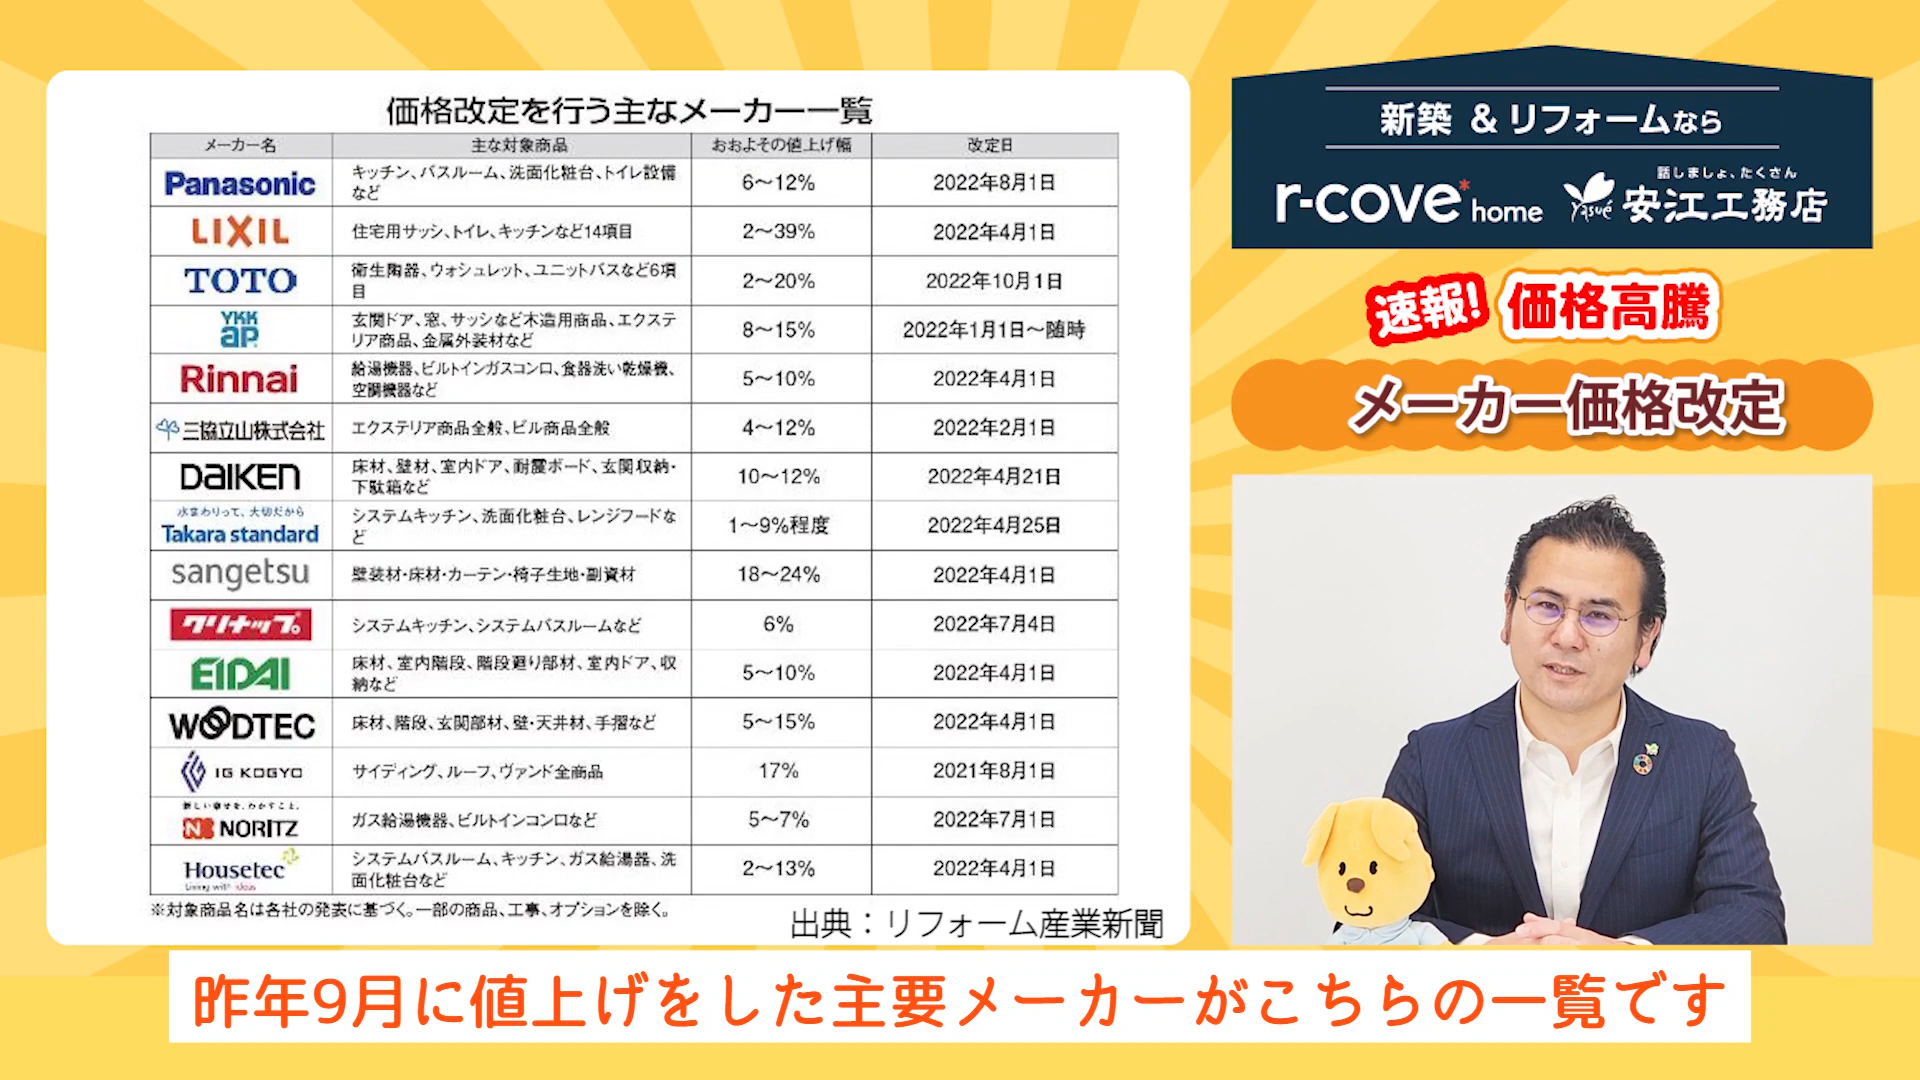 価格改定を行う主なメーカー一覧
メーカー名 主な対象商品 おおよその値上げ幅 改定日
Panasonic キッチン、バスルーム、洗面化粧台、トイレ設備 6～12% 2022年8月1日
など
LIXIL 住宅用サッシ、トイレ、キッチンなど14項目 2～39% 2022年4月1日
TOTO 衛生陶器、ウォシュレット、ユニットバスなど6項 2～20% 2022年10月1日
目
YKK ap 玄関ドア、窓、サッシなど木造用商品、エクステ 8～15% 2022年1月1日～随時
リア商品、金属外装材など
Rinnai 給湯機器、ビルトインガスコンロ、食器洗い乾燥機、 5～10% 2022年4月1日
空調機器など
三協立山株式会社 エクステリア商品全般、ビル商品全般 4～12% 2022年2月1日
DAIKEN 床材、壁材、室内ドア、耐震ボード、玄関収納・ 10～12% 2022年4月21日
下駄箱など
水まわりって、大切だから
Takara standard システムキッチン、洗面化粧台、レンジフードな 1～9%程度 2022年4月25日
ど
sangetsu 壁装材・床材・カーテン・椅子生地・副資材 18～24% 2022年4月1日
クリナップ システムキッチン、システムバスルームなど 6% 2022年7月4日
EIDAI 床材、室内階段、階段廻り部材、室内ドア、収 5～10% 2022年4月1日
納など
WOODTEC 床材、階段、玄関部材、壁・天井材、手摺など 5～15% 2022年4月1日
IG KOGYO サイディング、ルーフ、ヴァンド全商品 17% 2021年8月1日
新しい幸せを、わかすこと。
NORITZ ガス給湯機器、ビルトインコンロなど 5～7% 2022年7月1日
Housetec システムバスルーム、キッチン、ガス給湯器、洗 2～13% 2022年4月1日
Living with ideas 面化粧台など
※対象商品名は各社の発表に基づく。一部の商品、工事、オプションを除く。
出典：リフォーム産業新聞
新築 & リフォームなら
話しましょ、たくさん
r-cove* home Yasué 安江工務店
速報! 価格高騰
メーカー価格改定
昨年9月に値上げをした主要メーカーがこちらの一覧です